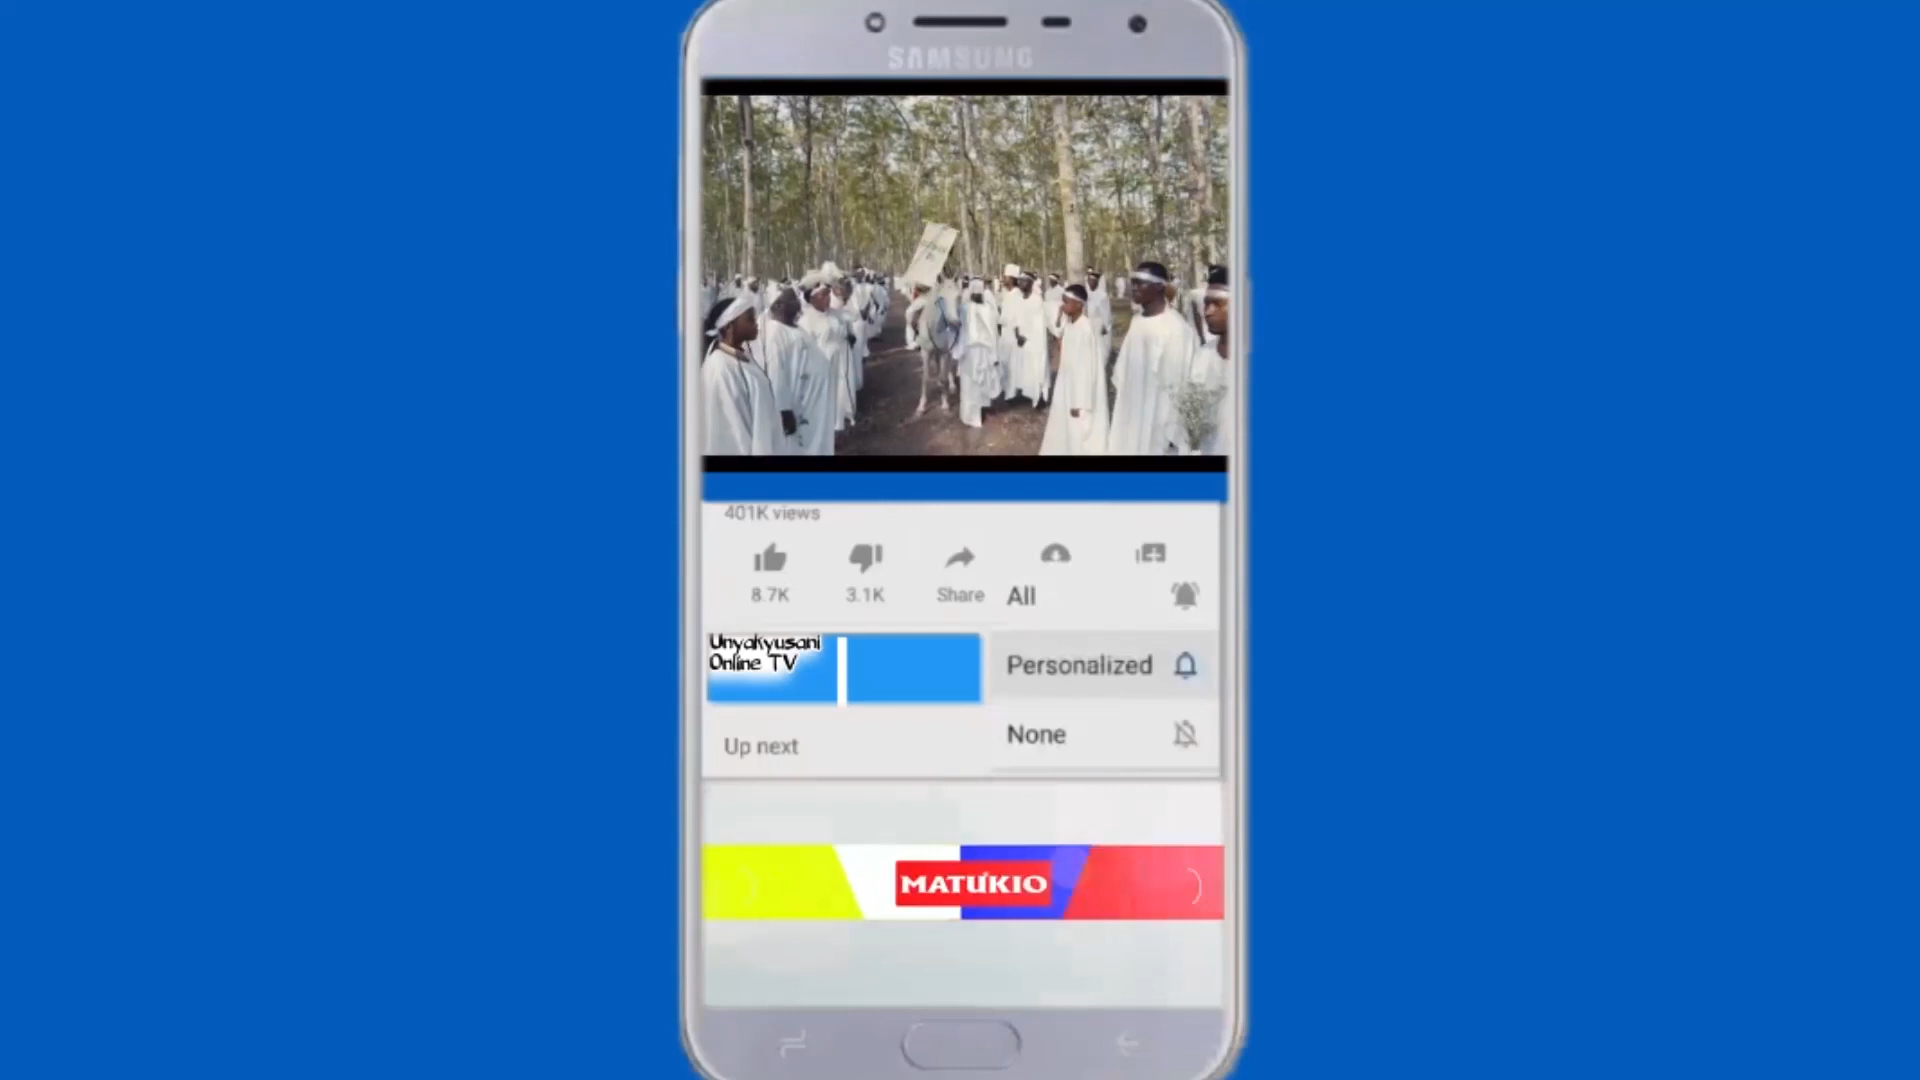 SAMSUNG
401K views
8.7K
3.1K
Share
All
Unyakyusani
Online TV
Personalized
Up next
None
MATUKIO